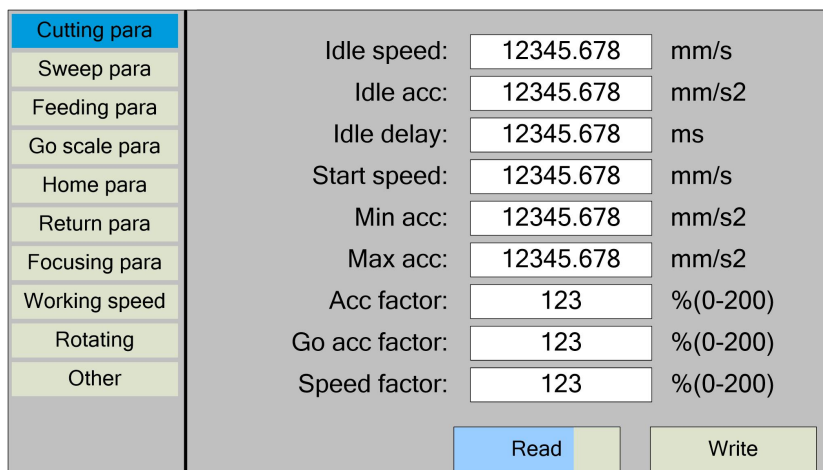 Cutting para
Sweep para
Feeding para
Go scale para
Home para
Return para
Focusing para
Working speed
Rotating
Other
Idle speed: 12345.678 mm/s
Idle acc: 12345.678 mm/s2
Idle delay: 12345.678 ms
Start speed: 12345.678 mm/s
Min acc: 12345.678 mm/s2
Max acc: 12345.678 mm/s2
Acc factor: 123 %(0-200)
Go acc factor: 123 %(0-200)
Speed factor: 123 %(0-200)
Read Write